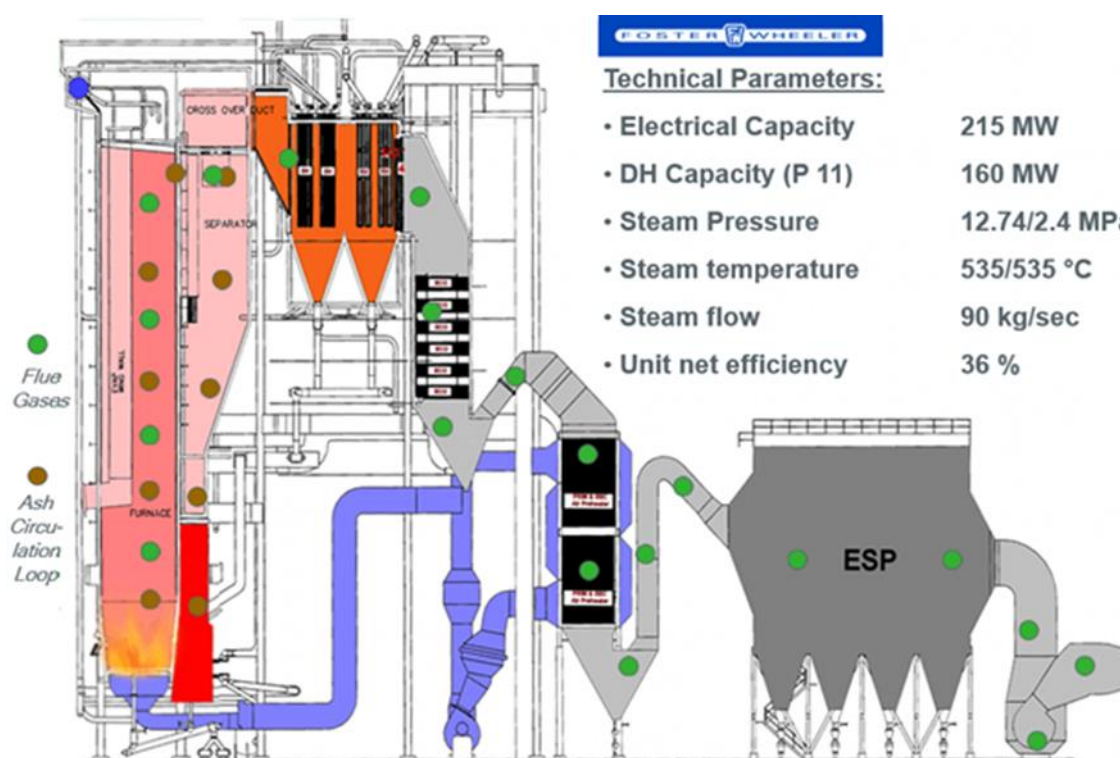 FOSTER WHEELER
Technical Parameters:
• Electrical Capacity 215 MW
• DH Capacity (P 11) 160 MW
• Steam Pressure 12.74/2.4 MPa
• Steam temperature 535/535 °C
• Steam flow 90 kg/sec
• Unit net efficiency 36 %
CROSS OVER DUCT
SEPARATOR
Flue
Gases
FURNACE
Ash
Circu-
lation
Loop
ESP